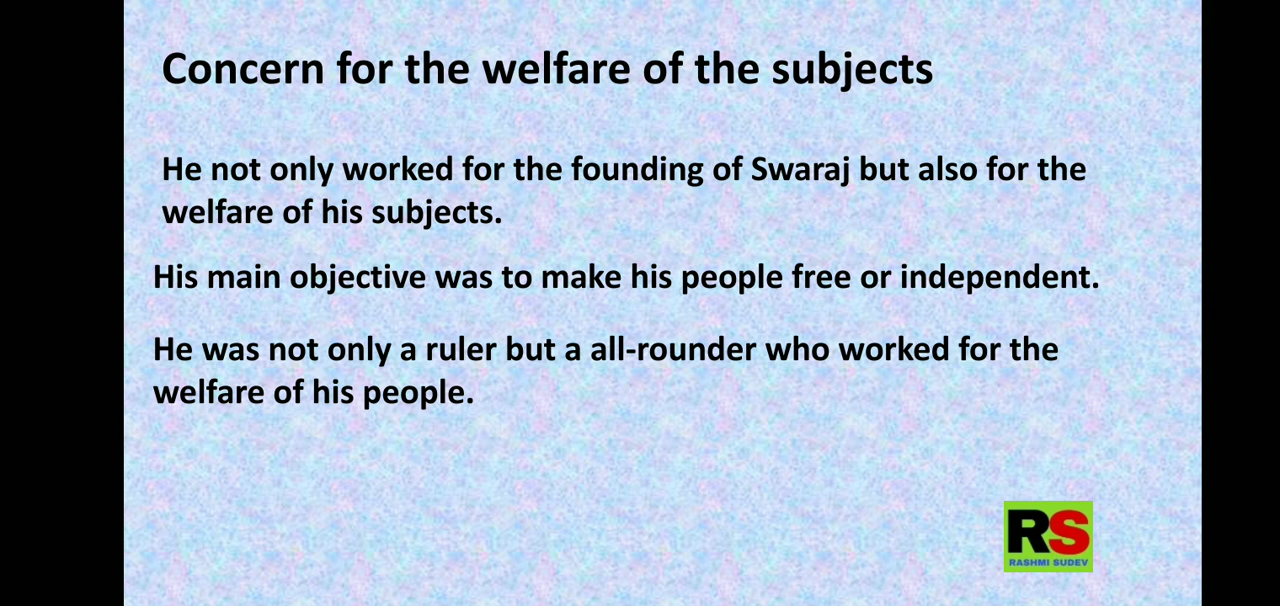 Concern for the welfare of the subjects
He not only worked for the founding of Swaraj but also for the
welfare of his subjects.
His main objective was to make his people free or independent.
He was not only a ruler but a all-rounder who worked for the
welfare of his people.
RS
RASHMI SUDEV